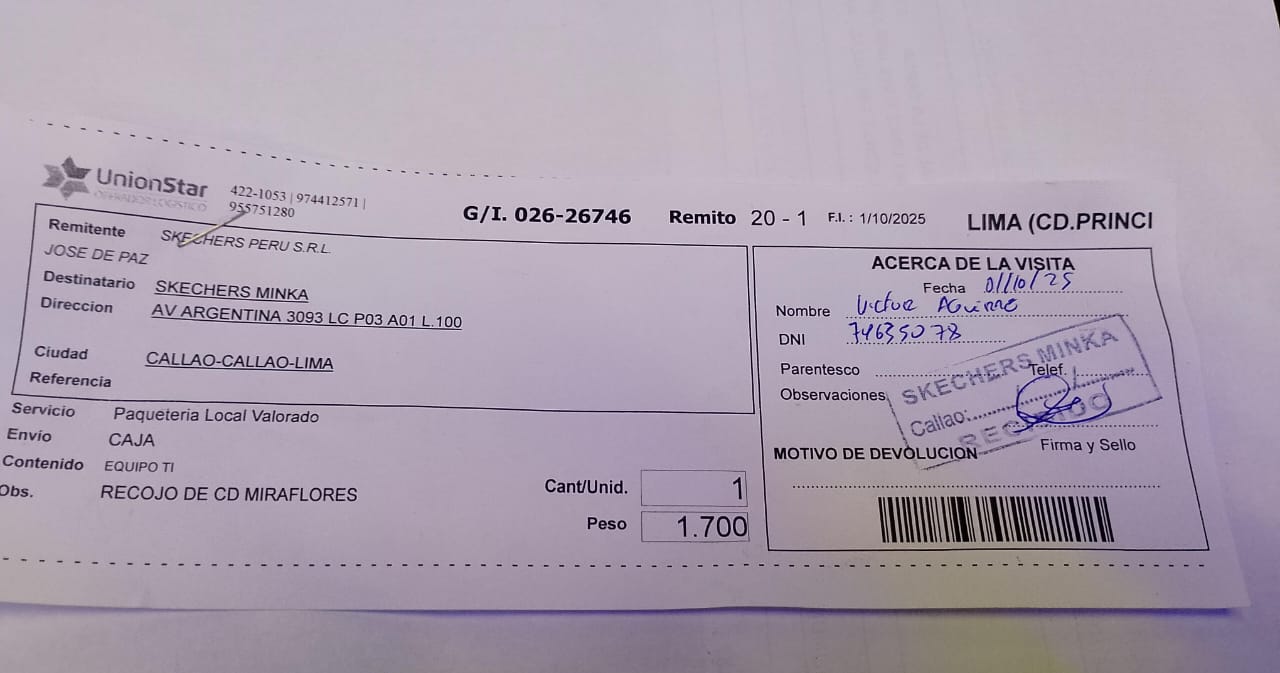 UnionStar
OPERADOR LOGISTICO
422-1053 | 974412571 |
955751280
G/I. 026-26746 Remito 20 - 1 F.I. : 1/10/2025 LIMA (CD.PRINCI
Remitente SKECHERS PERU S.R.L.
JOSE DE PAZ
Destinatario SKECHERS MINKA
Direccion AV ARGENTINA 3093 LC P03 A01 L.100
Ciudad CALLAO-CALLAO-LIMA
Referencia
Servicio Paqueteria Local Valorado
Envío CAJA
Contenido EQUIPO TI
Obs. RECOJO DE CD MIRAFLORES
Cant/Unid. 1
Peso 1.700
ACERCA DE LA VISITA
Fecha 01/10/25
Nombre Victor Aguirre
DNI 74635078
Parentesco Telef.
Observaciones
SKECHERS MINKA
Callao:
MOTIVO DE DEVOLUCION Firma y Sello